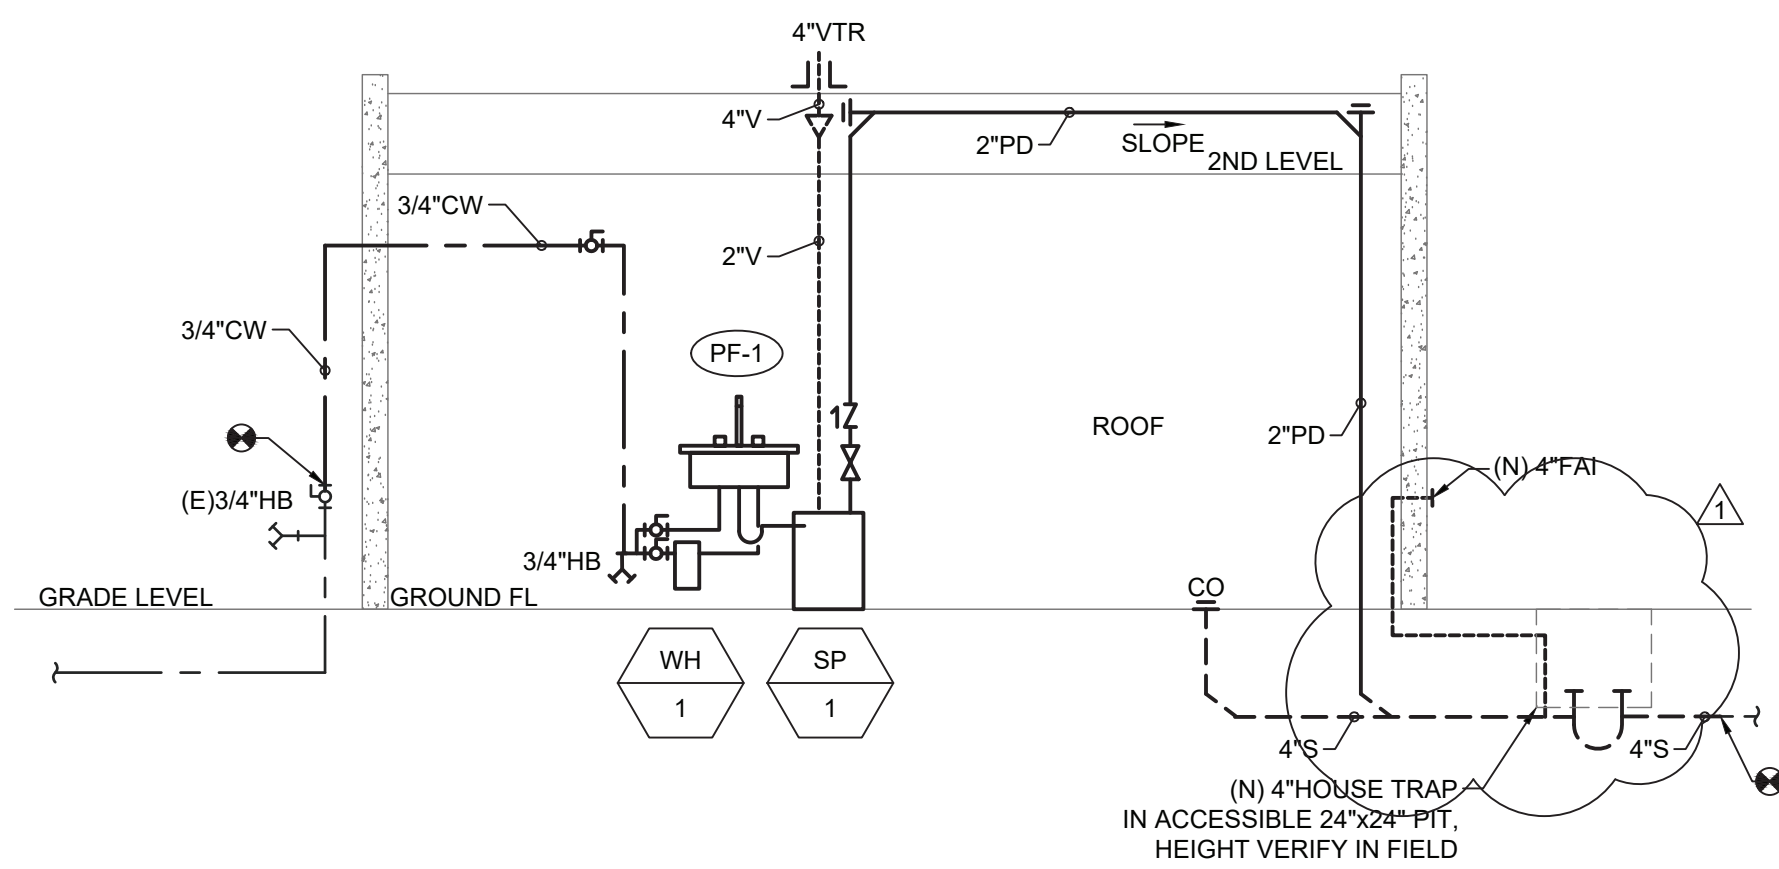 4"VTR
4"V
2"PD
SLOPE
2ND LEVEL
3/4"CW
2"V
3/4"CW
PF-1
1
ROOF
2"PD
(N) 4"FAI
(E)3/4"HB
1
3/4"HB
CO
GRADE LEVEL
GROUND FL
WH
1
SP
1
4"S
4"S
(N) 4"HOUSE TRAP
IN ACCESSIBLE 24"x24" PIT,
HEIGHT VERIFY IN FIELD